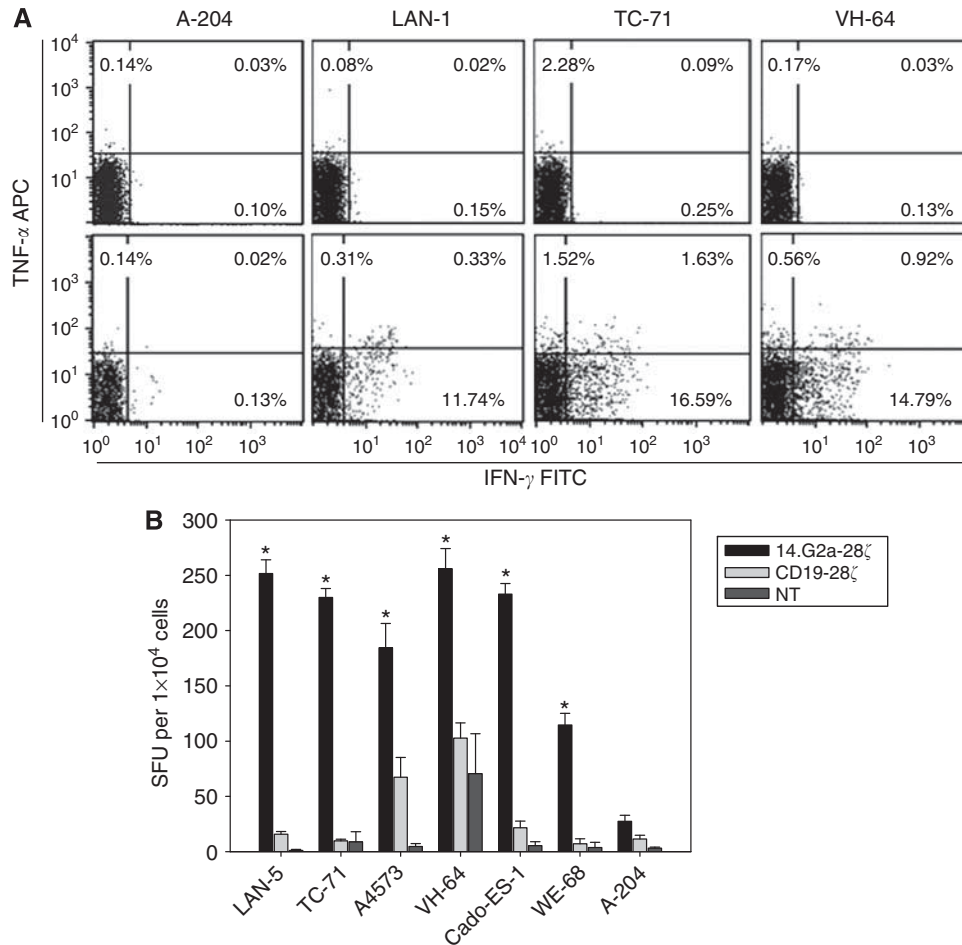 A
A-204 LAN-1 TC-71 VH-64
10⁴
0.14% 0.03% 0.08% 0.02% 2.28% 0.09% 0.17% 0.03%
10³
10²
10¹
0.10% 0.15% 0.25% 0.13%
TNF-α APC
0.14% 0.02% 0.31% 0.33% 1.52% 1.63% 0.56% 0.92%
10³
10²
10¹
0.13% 11.74% 16.59% 14.79%
10⁰
10⁰ 10¹ 10² 10³ 10¹ 10² 10³ 10⁴ 10⁰ 10¹ 10² 10³ 10⁰ 10¹ 10² 10³
IFN-γ FITC
B
300
250
200
150
100
50
0
SFU per 1×10⁴ cells
* * * * * *
14.G2a-28ζ
CD19-28ζ
NT
LAN-5
TC-71
A4573
VH-64
Cado-ES-1
WE-68
A-204